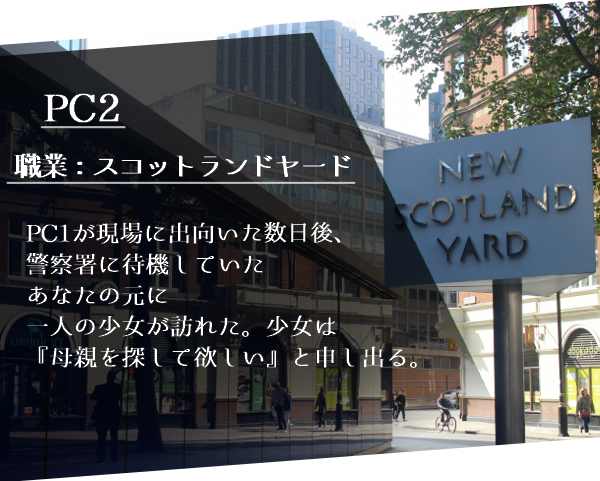 PC2
職業：スコットランドヤード
PC1が現場に出向いた数日後、
警察署に待機していた
あなたの元に
一人の少女が訪れた。少女は
『母親を探して欲しい』と申し出る。
NEW
SCOTLAND
YARD